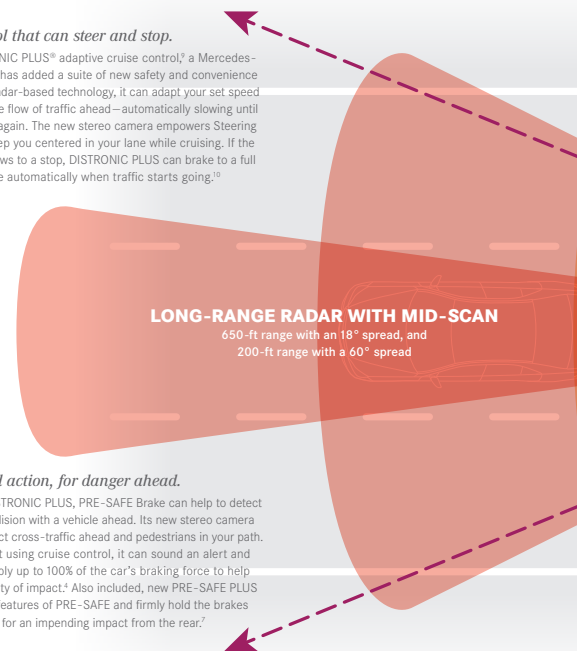 ol that can steer and stop.
NIC PLUS® adaptive cruise control,⁹ a Mercedes-
has added a suite of new safety and convenience
dar-based technology, it can adapt your set speed
e flow of traffic ahead—automatically slowing until
again. The new stereo camera empowers Steering
ep you centered in your lane while cruising. If the
ws to a stop, DISTRONIC PLUS can brake to a full
e automatically when traffic starts going.¹⁰
LONG-RANGE RADAR WITH MID-SCAN
650-ft range with an 18° spread, and
200-ft range with a 60° spread
l action, for danger ahead.
STRONIC PLUS, PRE-SAFE Brake can help to detect
lision with a vehicle ahead. Its new stereo camera
ct cross-traffic ahead and pedestrians in your path.
t using cruise control, it can sound an alert and
ply up to 100% of the car's braking force to help
ty of impact.⁴ Also included, new PRE-SAFE PLUS
eatures of PRE-SAFE and firmly hold the brakes
for an impending impact from the rear.⁷